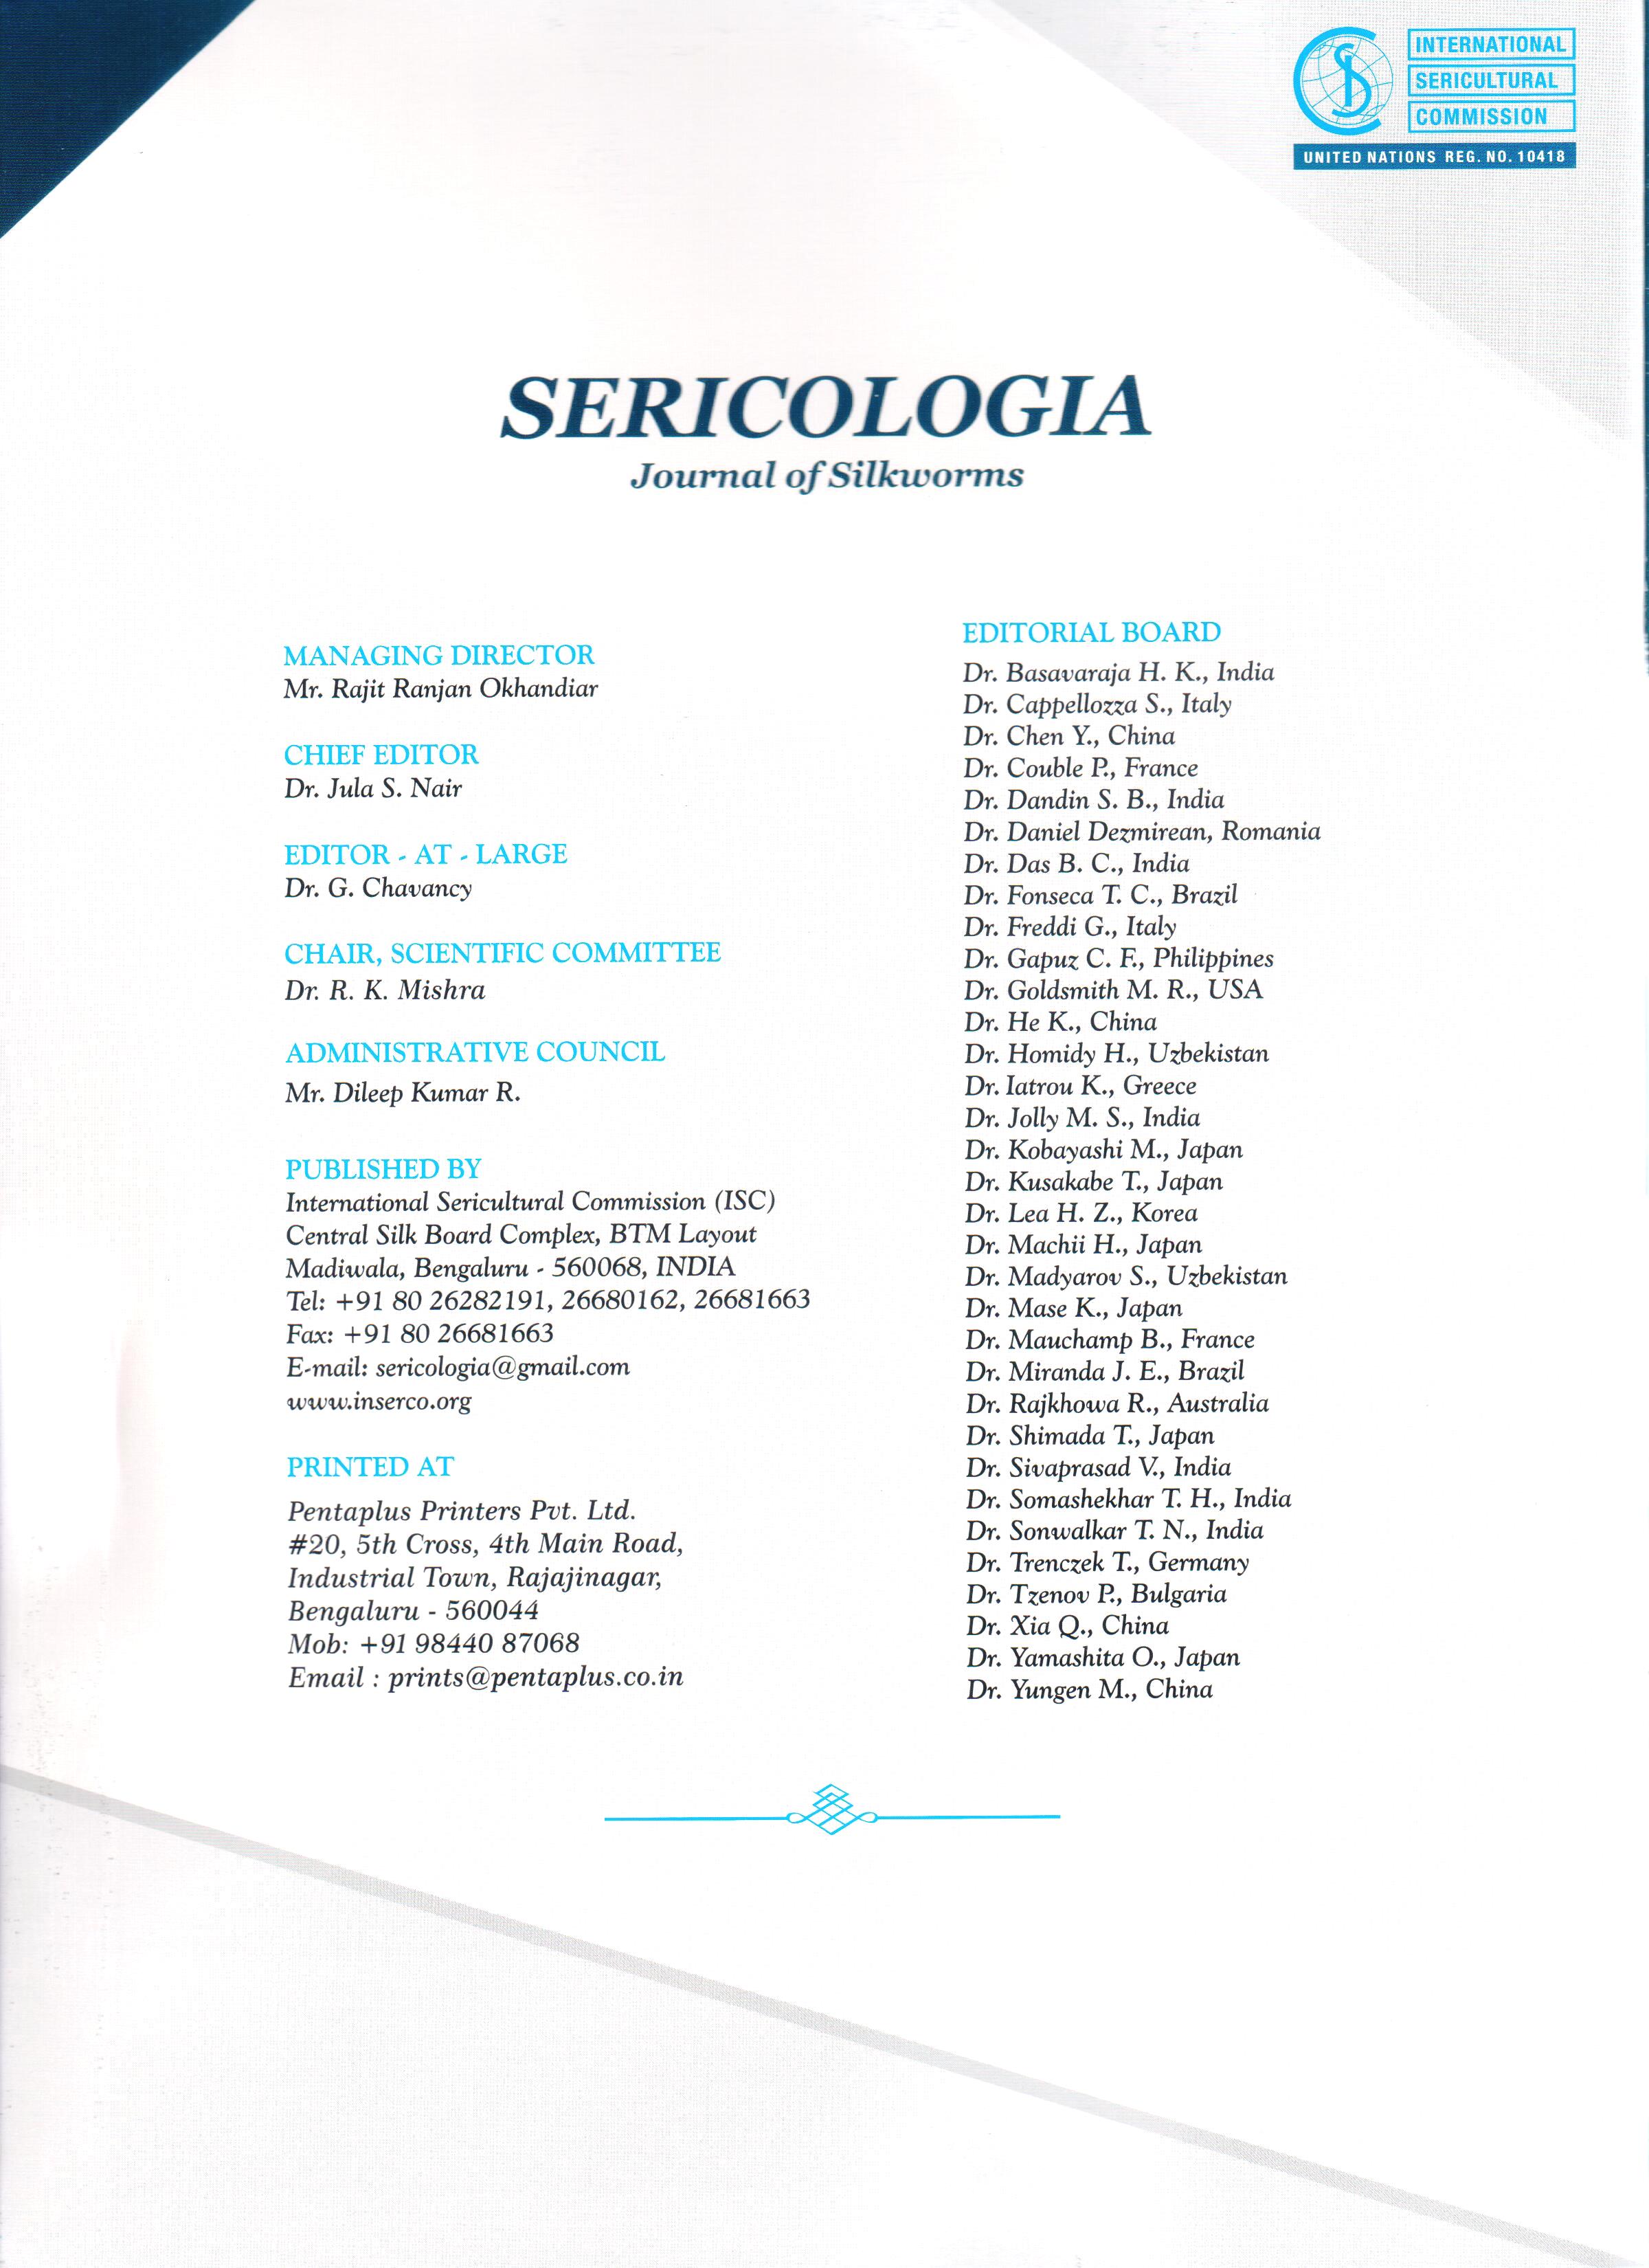 INTERNATIONAL
SERICULTURAL
COMMISSION
UNITED NATIONS REG. NO. 10418
SERICOLOGIA
Journal of Silkworms
MANAGING DIRECTOR
Mr. Rajit Ranjan Okhandiar
CHIEF EDITOR
Dr. Jula S. Nair
EDITOR - AT - LARGE
Dr. G. Chavancy
CHAIR, SCIENTIFIC COMMITTEE
Dr. R. K. Mishra
ADMINISTRATIVE COUNCIL
Mr. Dileep Kumar R.
PUBLISHED BY
International Sericultural Commission (ISC)
Central Silk Board Complex, BTM Layout
Madiwala, Bengaluru - 560068, INDIA
Tel: +91 80 26282191, 26680162, 26681663
Fax: +91 80 26681663
E-mail: sericologia@gmail.com
www.inserco.org
PRINTED AT
Pentaplus Printers Pvt. Ltd.
#20, 5th Cross, 4th Main Road,
Industrial Town, Rajajinagar,
Bengaluru - 560044
Mob: +91 98440 87068
Email : prints@pentaplus.co.in
EDITORIAL BOARD
Dr. Basavaraja H. K., India
Dr. Cappellozza S., Italy
Dr. Chen Y., China
Dr. Couble P., France
Dr. Dandin S. B., India
Dr. Daniel Dezmirean, Romania
Dr. Das B. C., India
Dr. Fonseca T. C., Brazil
Dr. Freddi G., Italy
Dr. Gapuz C. F., Philippines
Dr. Goldsmith M. R., USA
Dr. He K., China
Dr. Homidy H., Uzbekistan
Dr. Iatrou K., Greece
Dr. Jolly M. S., India
Dr. Kobayashi M., Japan
Dr. Kusakabe T., Japan
Dr. Lea H. Z., Korea
Dr. Machii H., Japan
Dr. Madyarov S., Uzbekistan
Dr. Mase K., Japan
Dr. Mauchamp B., France
Dr. Miranda J. E., Brazil
Dr. Rajkhowa R., Australia
Dr. Shimada T., Japan
Dr. Sivaprasad V., India
Dr. Somashekhar T. H., India
Dr. Sonwalkar T. N., India
Dr. Trenczek T., Germany
Dr. Tzenov P., Bulgaria
Dr. Xia Q., China
Dr. Yamashita O., Japan
Dr. Yungen M., China